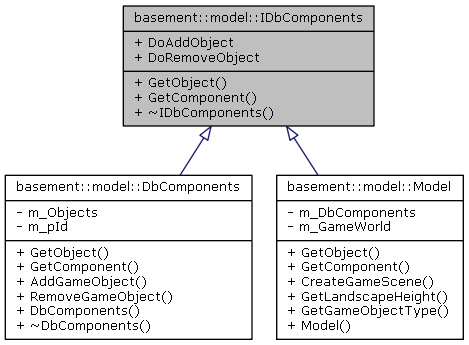 basement::model::IDbComponents
+ DoAddObject
+ DoRemoveObject
+ GetObject()
+ GetComponent()
+ ~IDbComponents()
basement::model::DbComponents
- m_Objects
- m_pId
+ GetObject()
+ GetComponent()
+ AddGameObject()
+ RemoveGameObject()
+ DbComponents()
+ ~DbComponents()
basement::model::Model
- m_DbComponents
- m_GameWorld
+ GetObject()
+ GetComponent()
+ CreateGameScene()
+ GetLandscapeHeight()
+ GetGameObjectType()
+ Model()